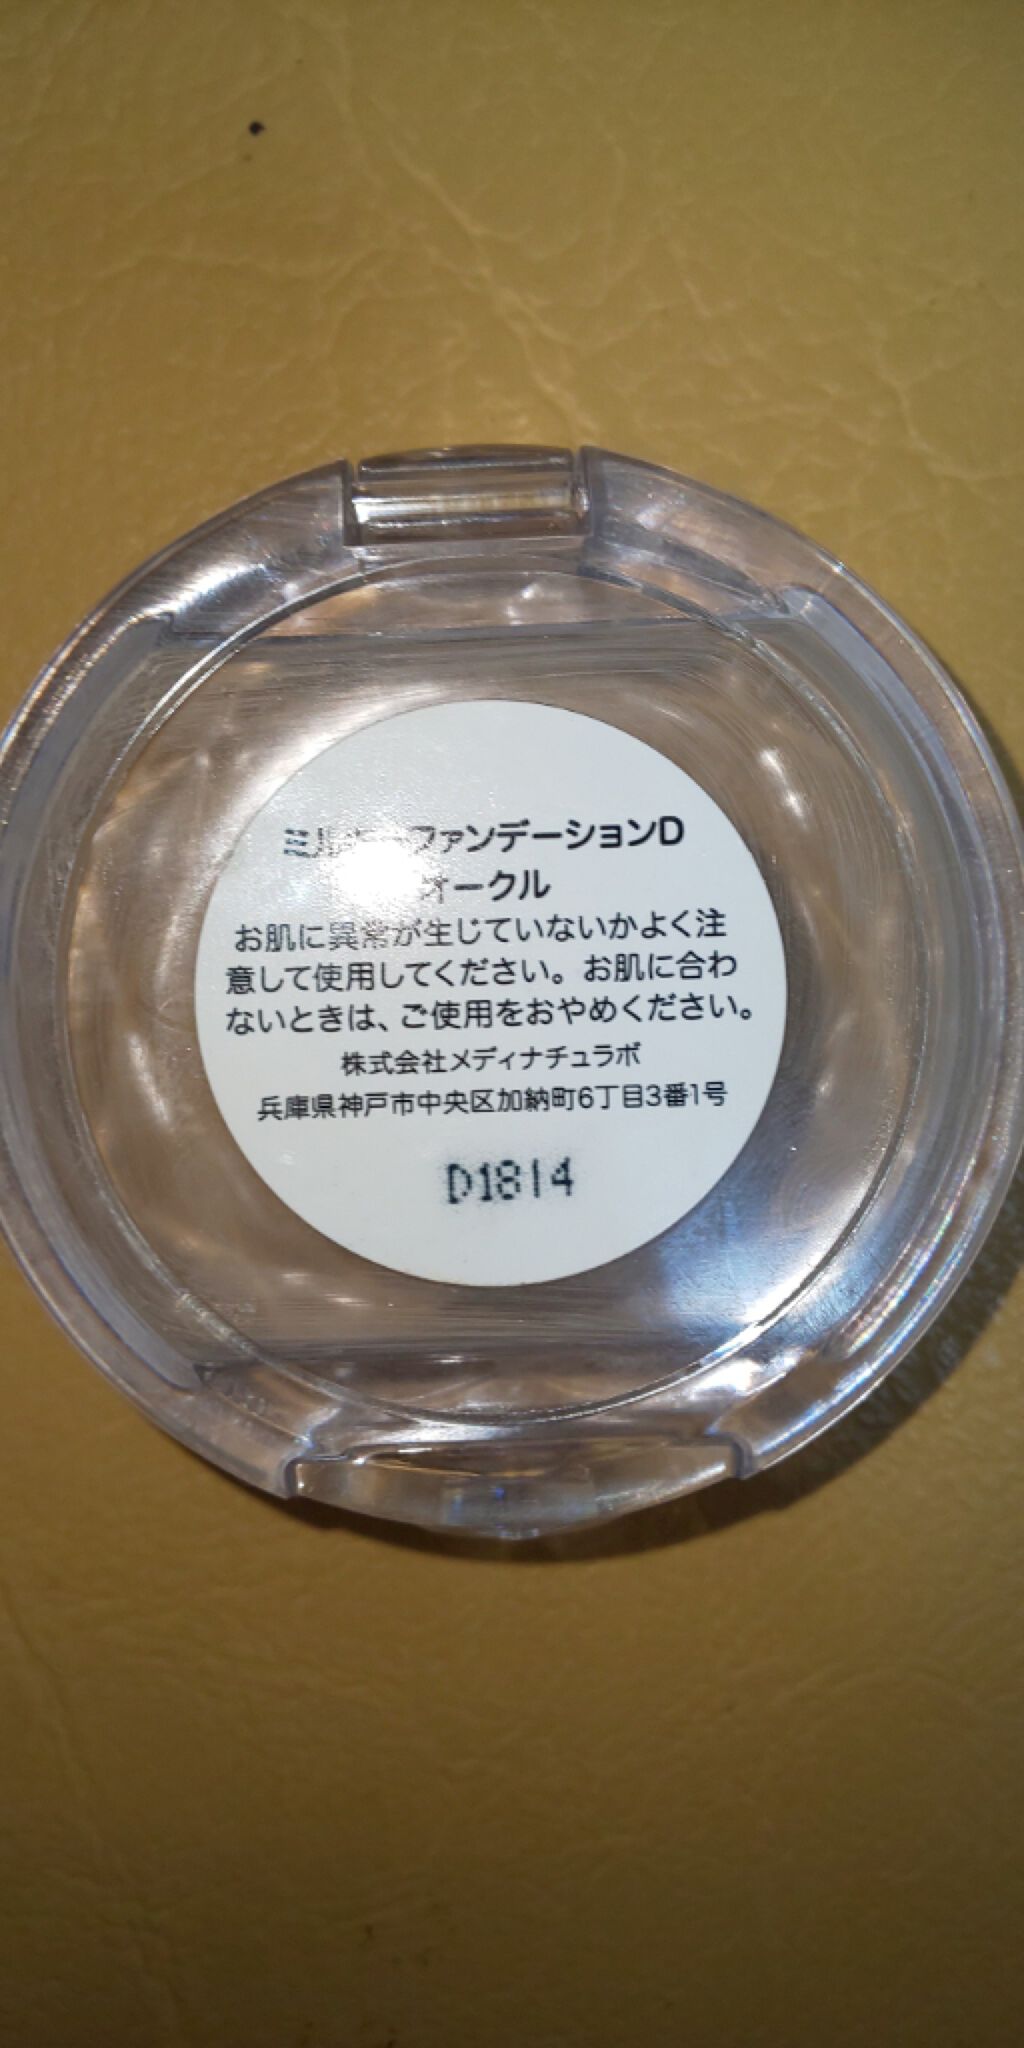 ファンデーションD
オークル
お肌に異常が生じていないかよく注
意して使用してください。お肌に合わ
ないときは、ご使用をおやめください。
株式会社メディナチュラボ
兵庫県神戸市中央区加納町6丁目3番1号
D1814